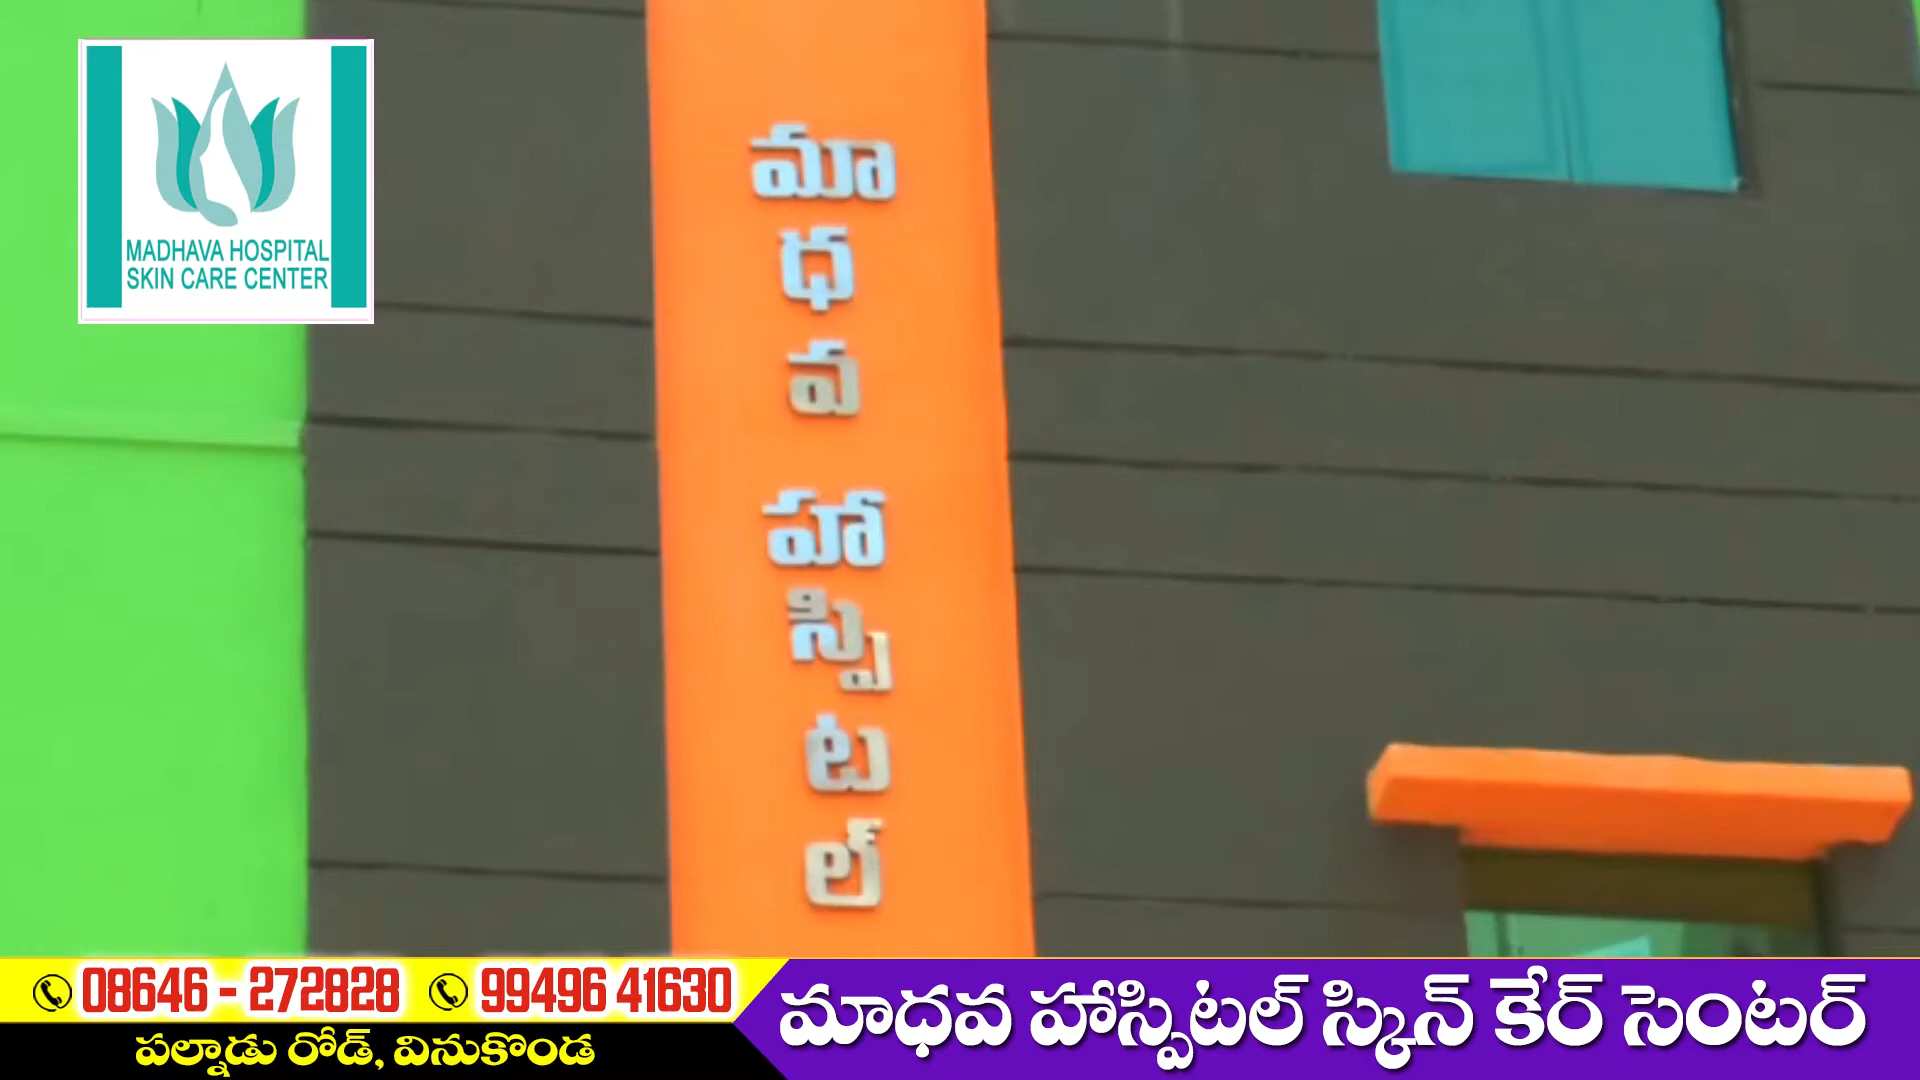 MADHAVA HOSPITAL
SKIN CARE CENTER
మా
ధ
వ
హా
స్పి
ట
ల్
08646 - 272828 99496 41630
పల్నాడు రోడ్, వినుకొండ
మాధవ హాస్పిటల్ స్కిన్ కేర్ సెంటర్